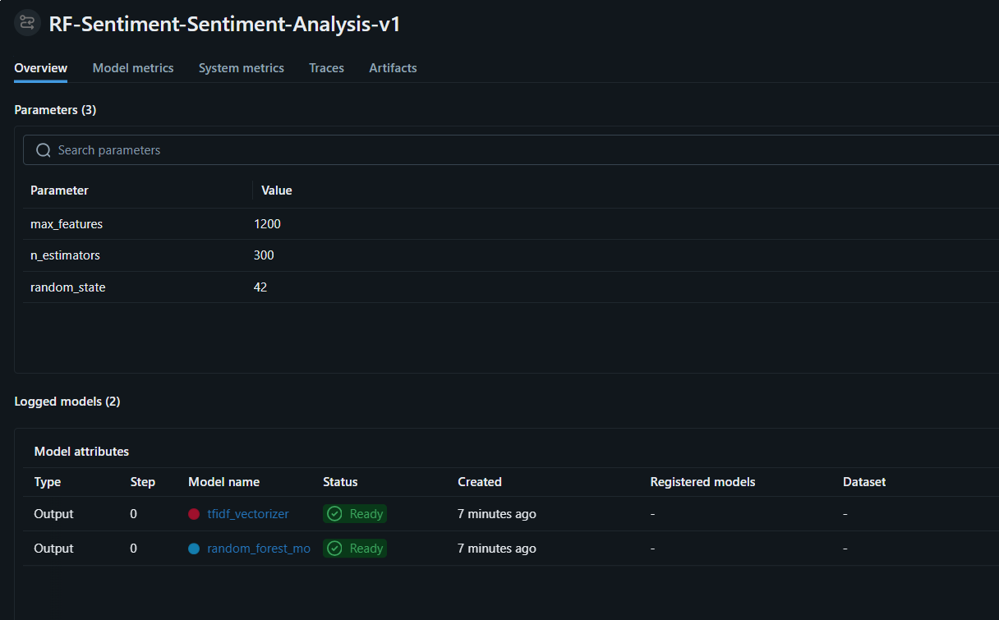 RF-Sentiment-Sentiment-Analysis-v1
Overview Model metrics System metrics Traces Artifacts
Parameters (3)
Search parameters
Parameter Value
max_features 1200
n_estimators 300
random_state 42
Logged models (2)
Model attributes
Type Step Model name Status Created Registered models Dataset
Output 0 tfidf_vectorizer Ready 7 minutes ago - -
Output 0 random_forest_mo Ready 7 minutes ago - -